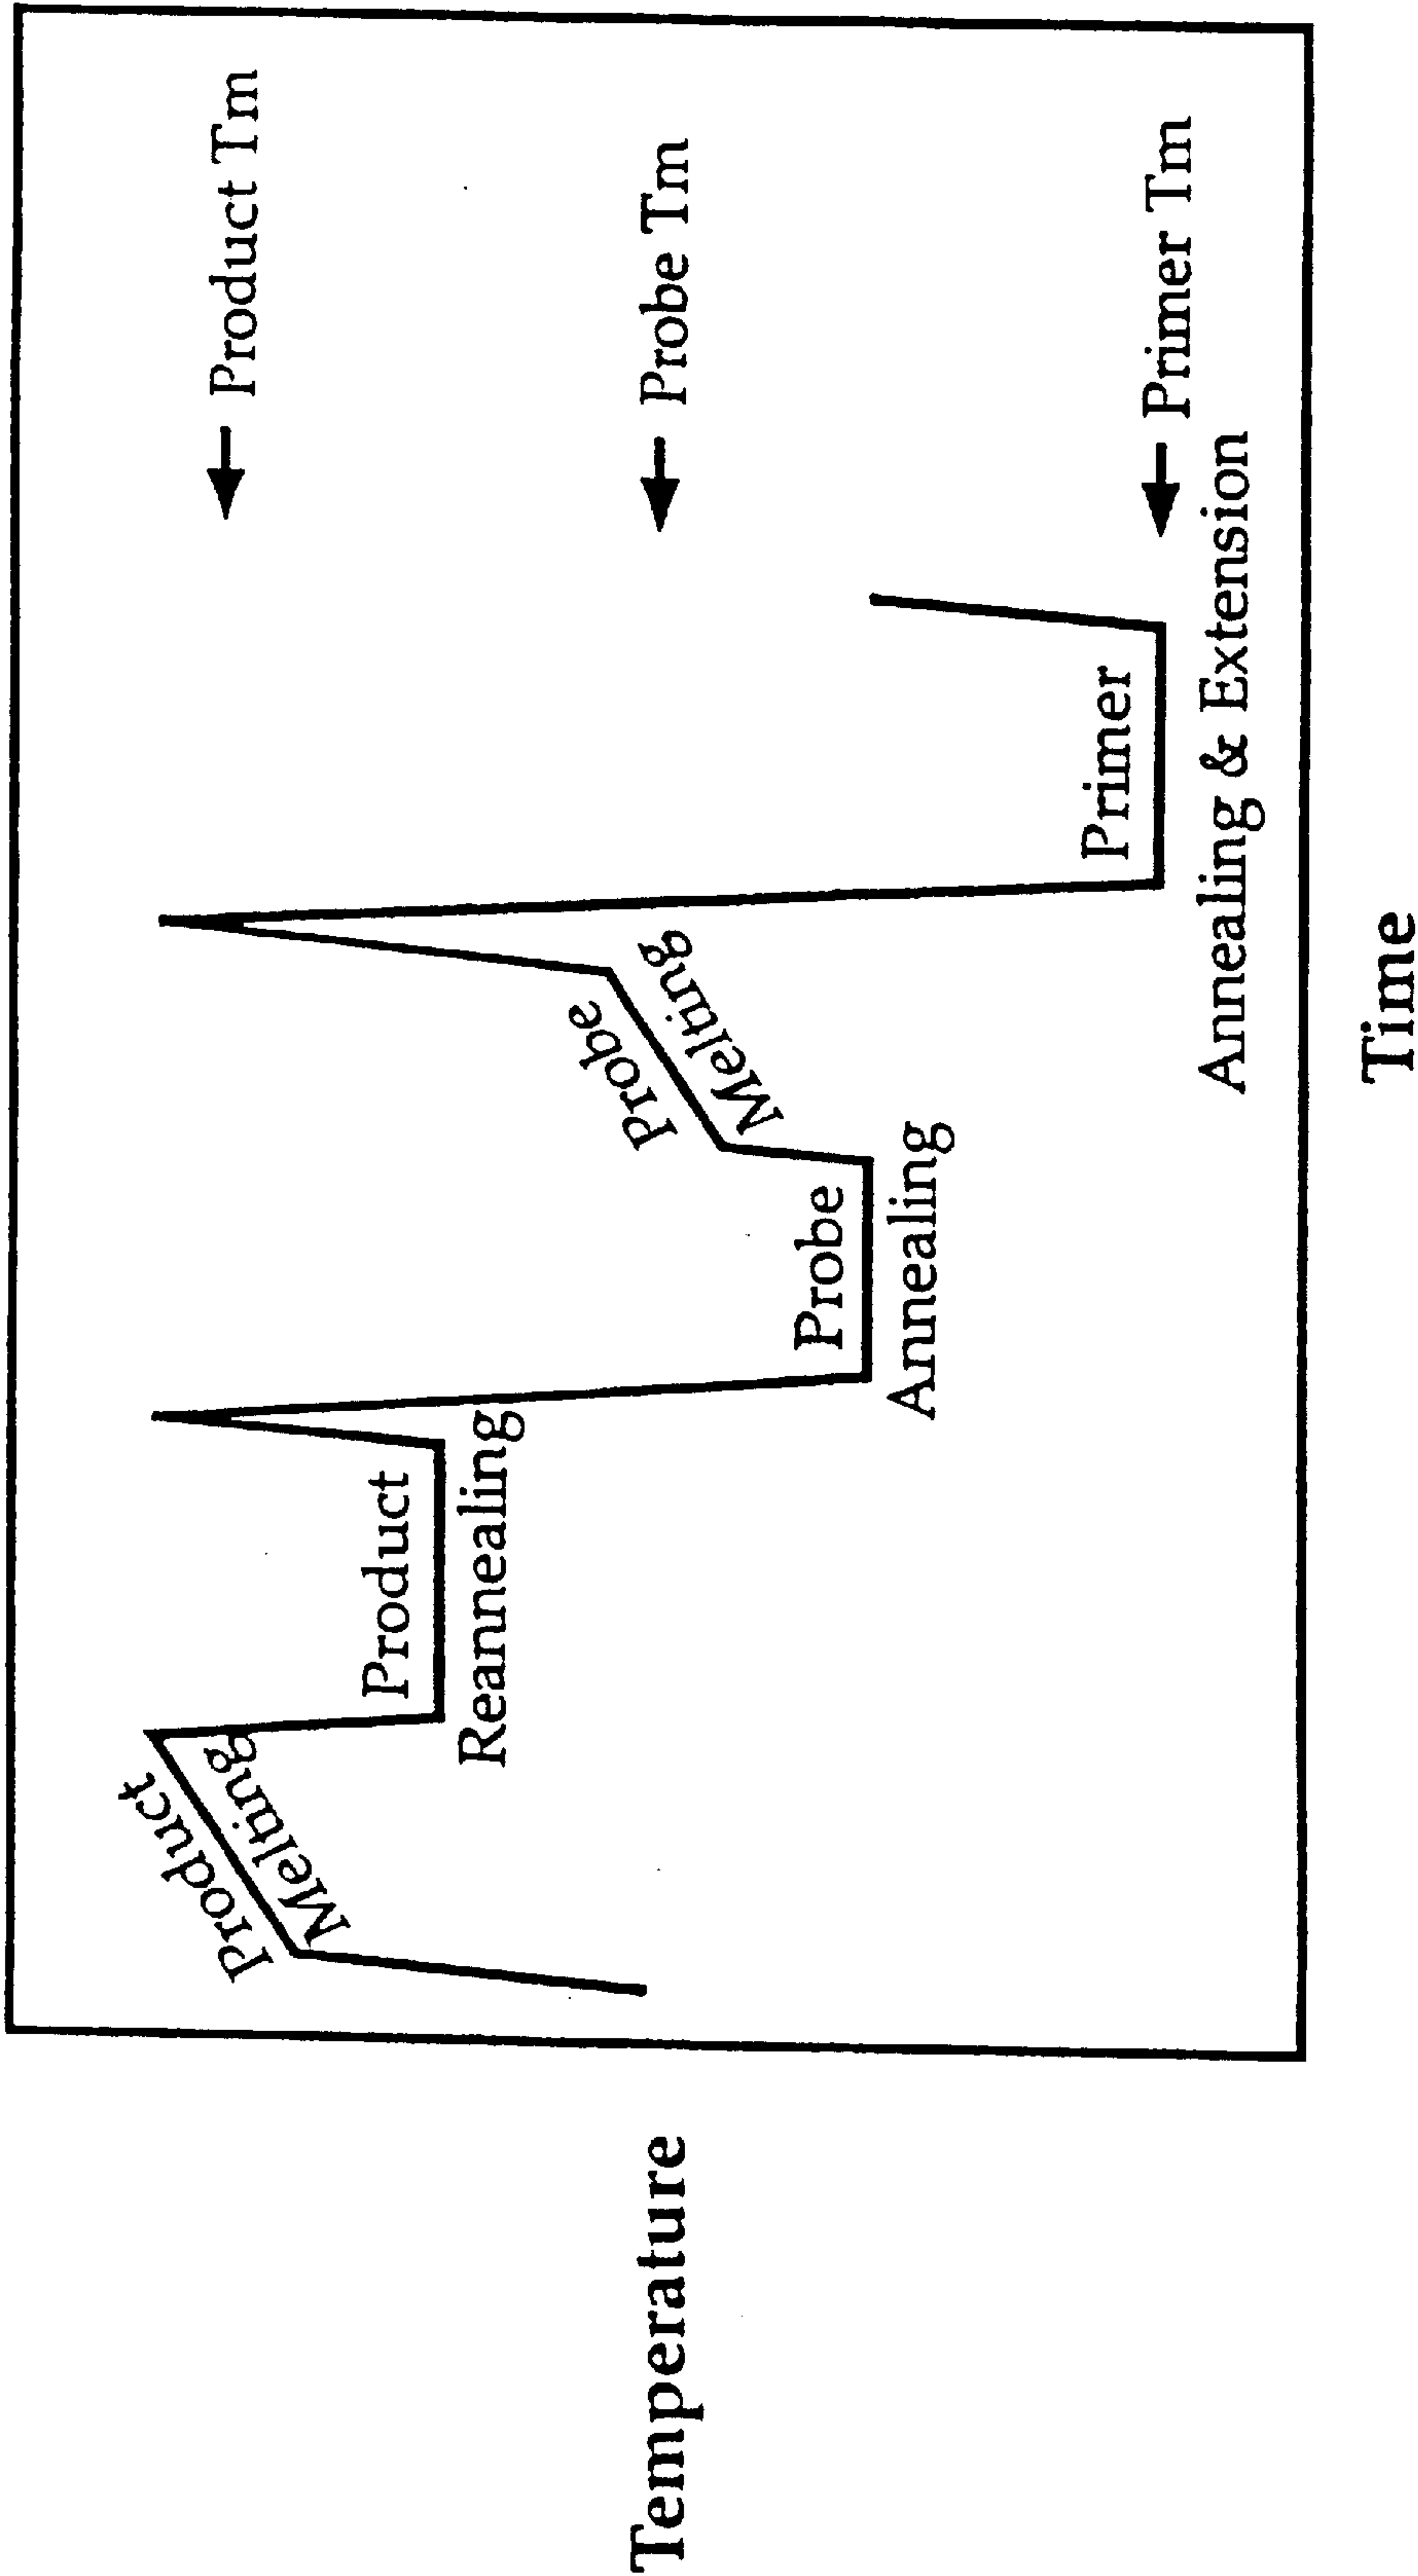 Temperature
Product
Melting
Product
Reannealing
Probe
Annealing
Probe
Melting
Primer
Annealing & Extension
Product Tm
Probe Tm
Primer Tm
Time